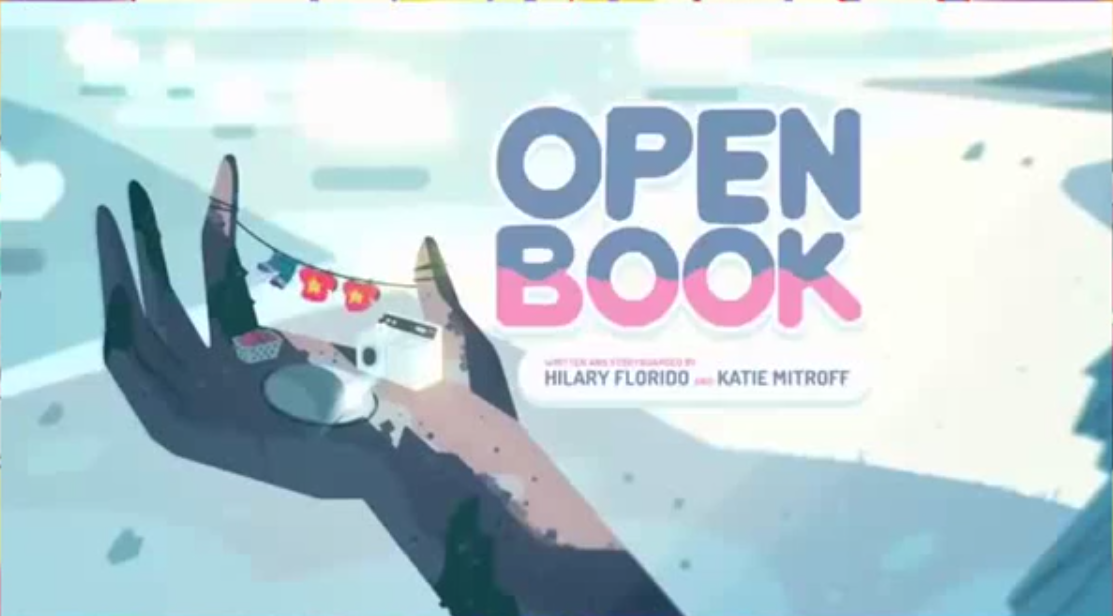 OPEN
BOOK
WRITTEN AND STORYBOARDED BY
HILARY FLORIDO AND KATIE MITROFF